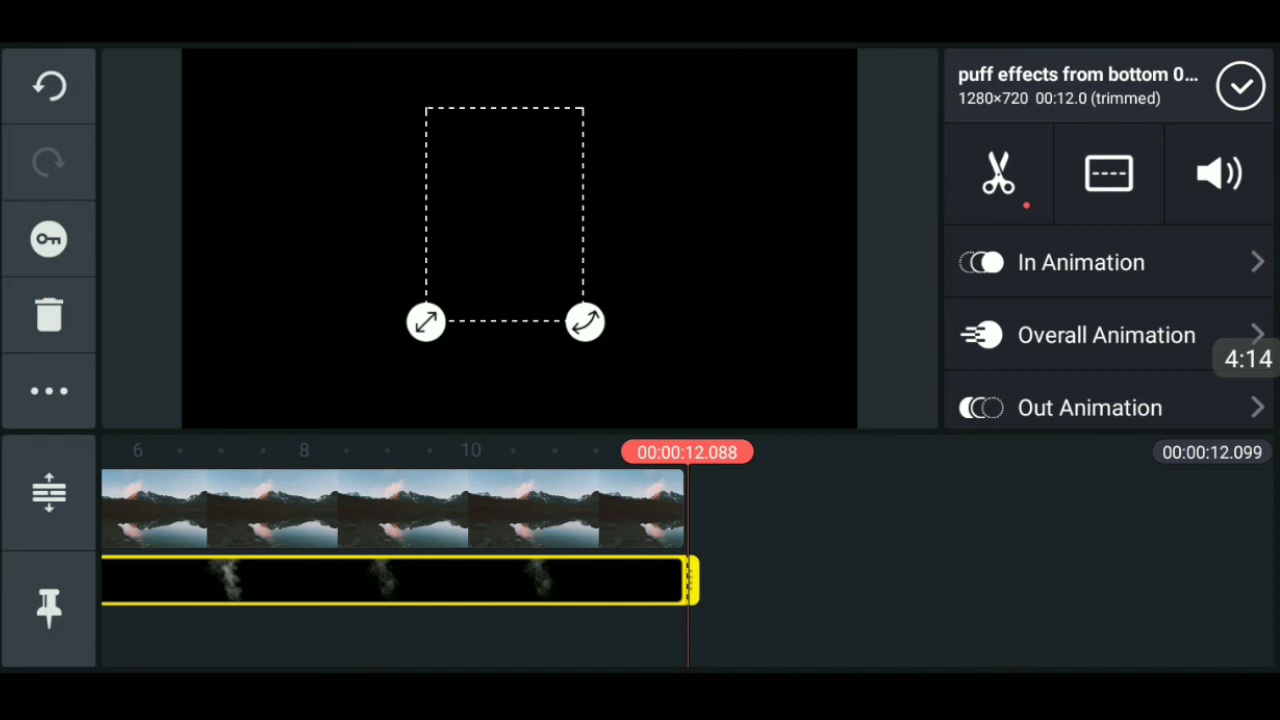 puff effects from bottom 0...
1280×720 00:12.0 (trimmed)
In Animation
Overall Animation
4:14
Out Animation
6 8 10 00:00:12.088 00:00:12.099